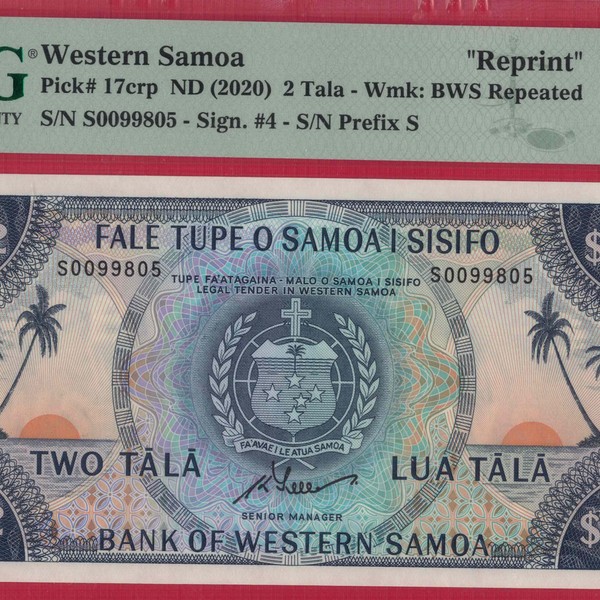 G® Western Samoa "Reprint"
Pick# 17crp ND (2020) 2 Tala - Wmk: BWS Repeated
S/N S0099805 - Sign. #4 - S/N Prefix S
2 FALE TUPE O SAMOA I SISIFO $
S0099805 S0099805
TUPE FA'ATAGAINA - MALO O SAMOA I SISIFO
LEGAL TENDER IN WESTERN SAMOA
FA'AVAE I LE ATUA SAMOA
TWO TĀLĀ LUA TĀLĀ
SENIOR MANAGER
2 BANK OF WESTERN SAMOA $